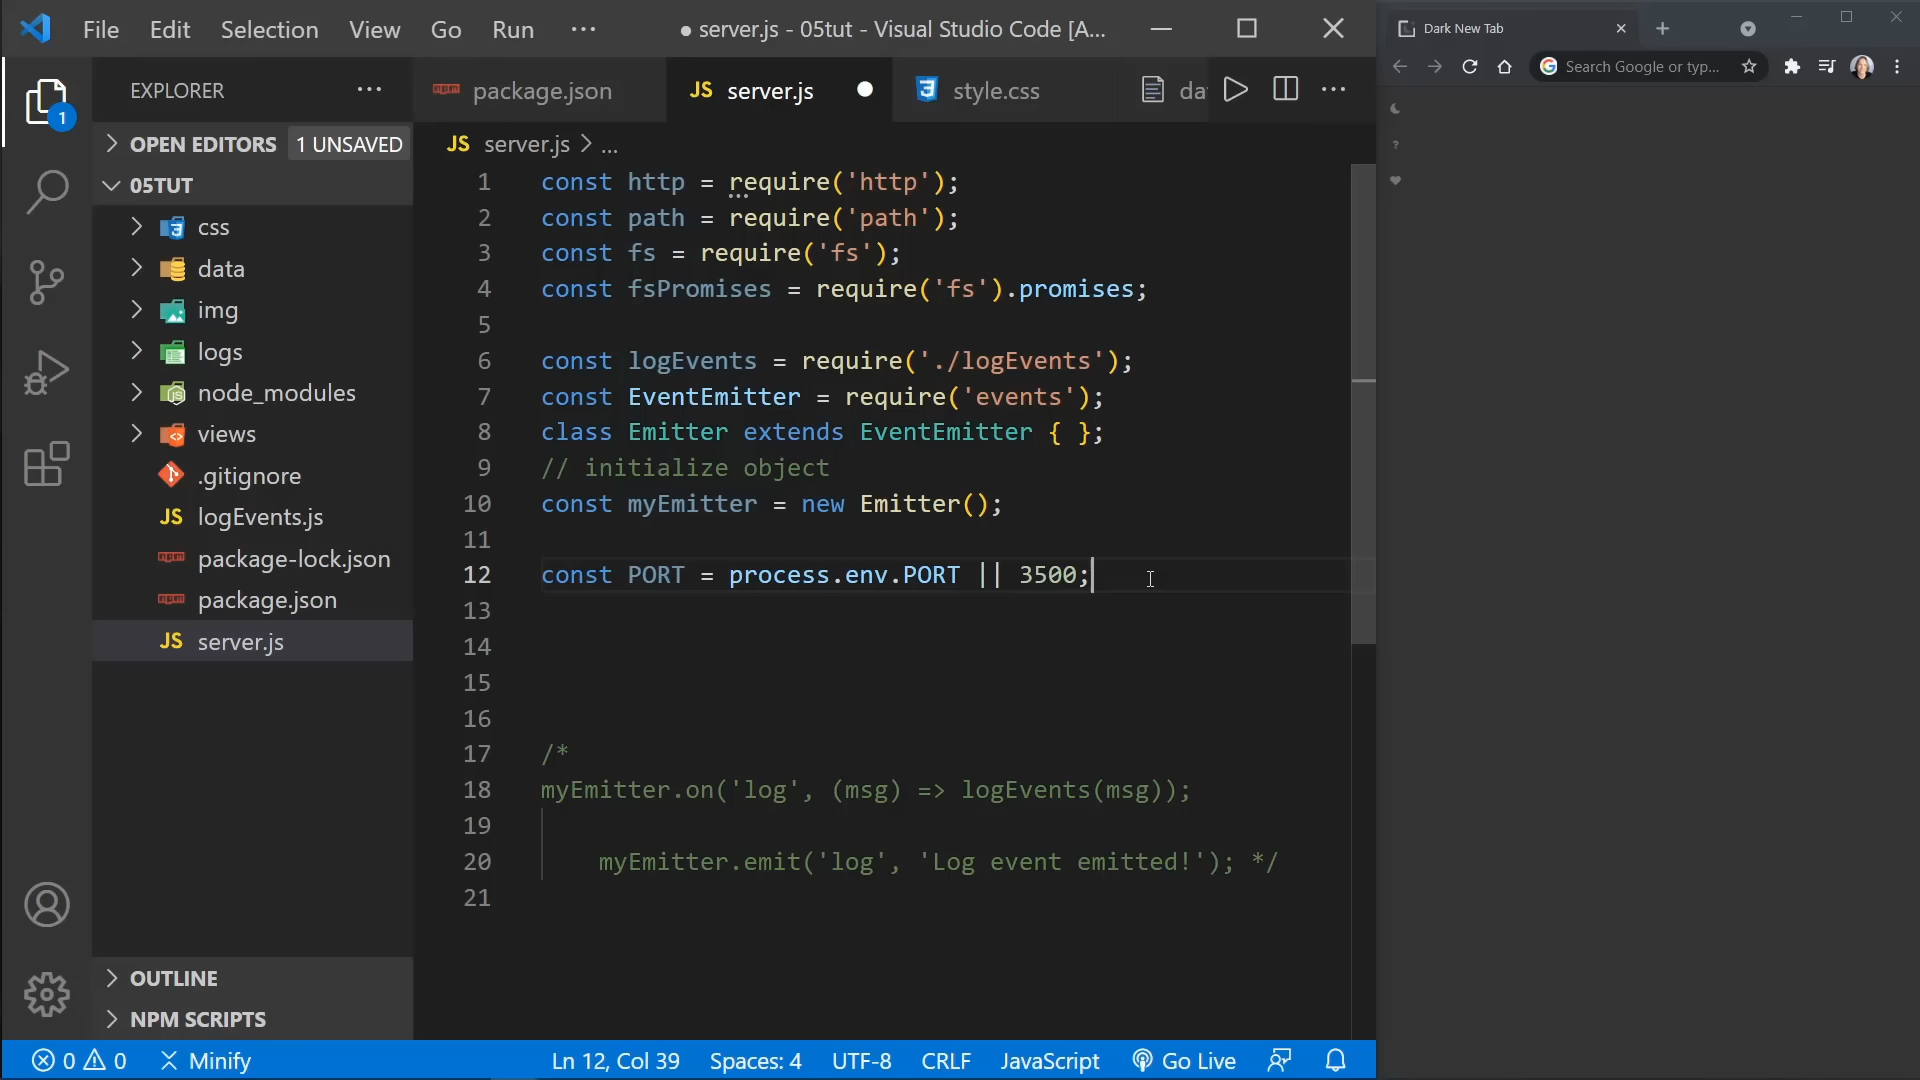 File Edit Selection View Go Run ···
● server.js - 05tut - Visual Studio Code [A...
Dark New Tab
EXPLORER ···
package.json
JS server.js
style.css
da
···
Search Google or typ...
OPEN EDITORS 1 UNSAVED
1
JS server.js > ...
05TUT
css
data
img
logs
node_modules
views
.gitignore
JS logEvents.js
package-lock.json
package.json
JS server.js
1 const http = require('http');
2 const path = require('path');
3 const fs = require('fs');
4 const fsPromises = require('fs').promises;
5
6 const logEvents = require('./logEvents');
7 const EventEmitter = require('events');
8 class Emitter extends EventEmitter { };
9 // initialize object
10 const myEmitter = new Emitter();
11
12 const PORT = process.env.PORT || 3500;
13
14
15
16
17 /*
18 myEmitter.on('log', (msg) => logEvents(msg));
19
20 myEmitter.emit('log', 'Log event emitted!'); */
21
OUTLINE
NPM SCRIPTS
0 0 Minify
Ln 12, Col 39 Spaces: 4 UTF-8 CRLF JavaScript Go Live